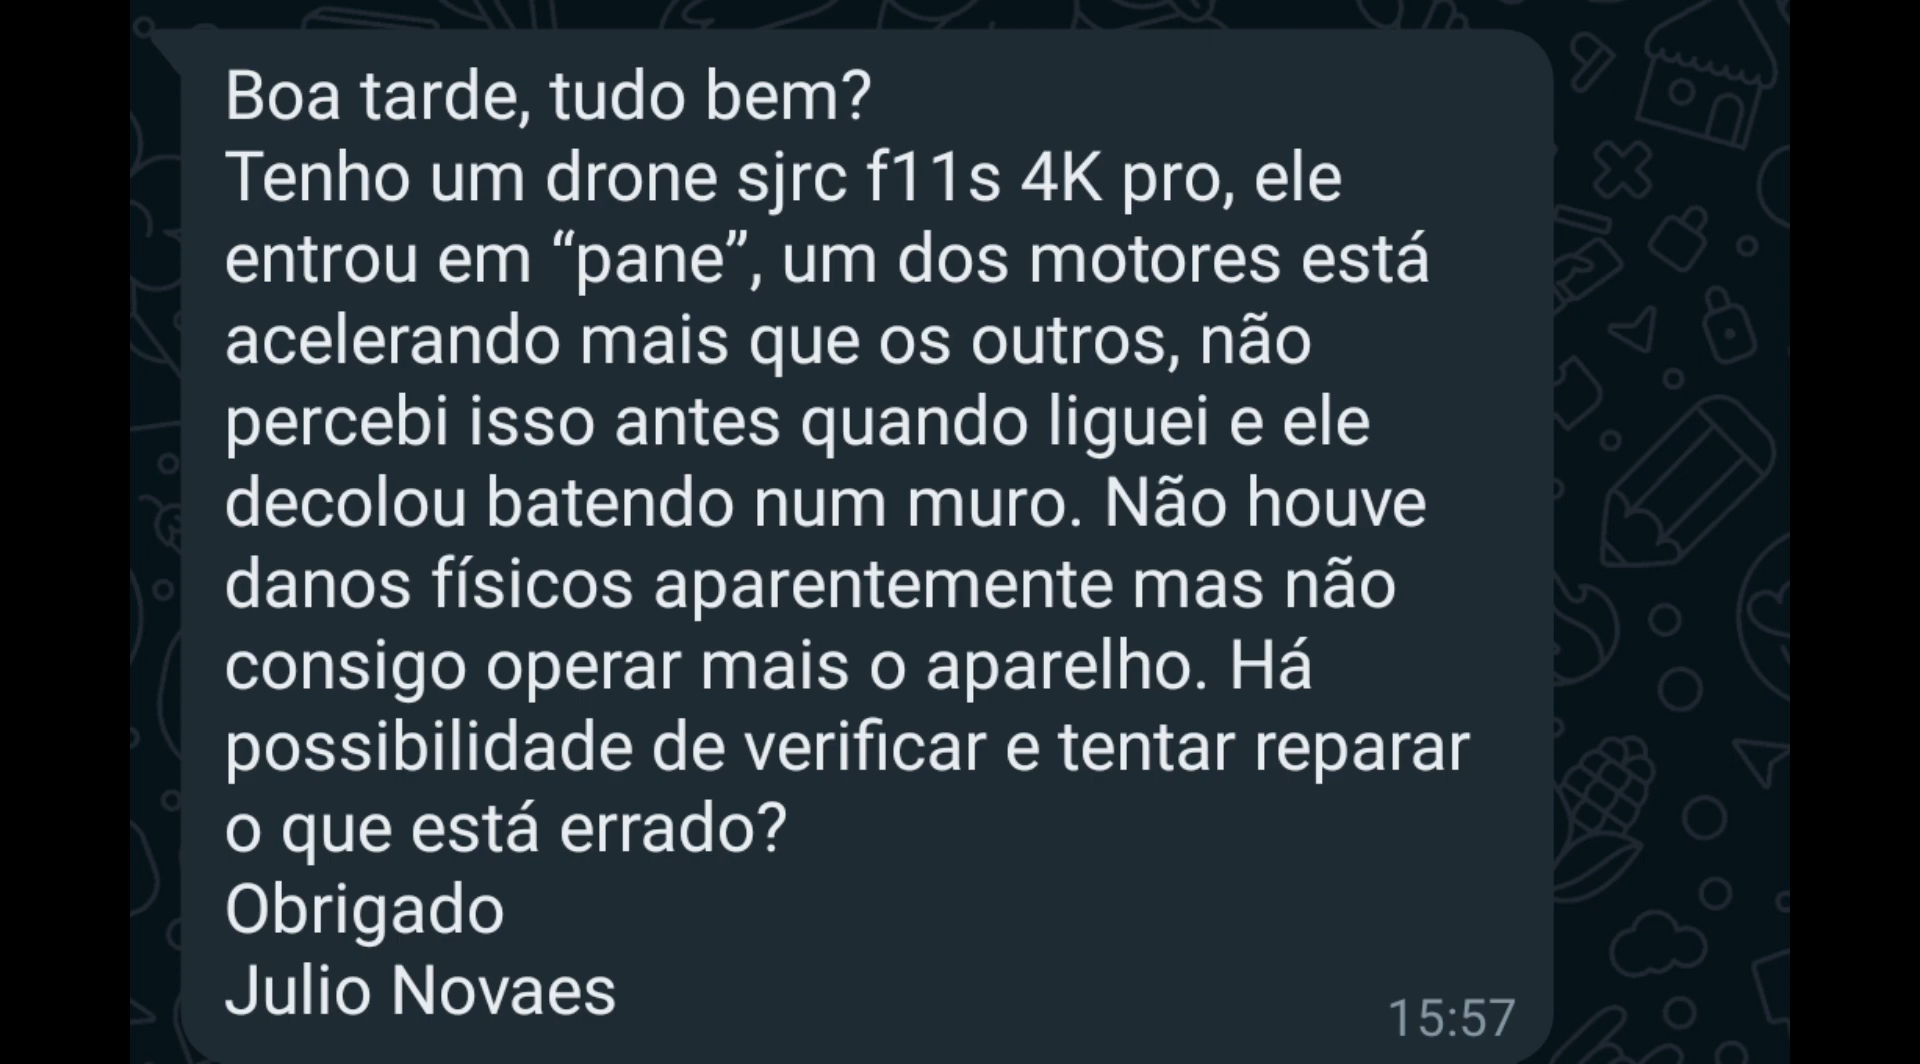 Boa tarde, tudo bem?
Tenho um drone sjrc f11s 4K pro, ele
entrou em “pane”, um dos motores está
acelerando mais que os outros, não
percebi isso antes quando liguei e ele
decolou batendo num muro. Não houve
danos físicos aparentemente mas não
consigo operar mais o aparelho. Há
possibilidade de verificar e tentar reparar
o que está errado?
Obrigado
Julio Novaes
15:57